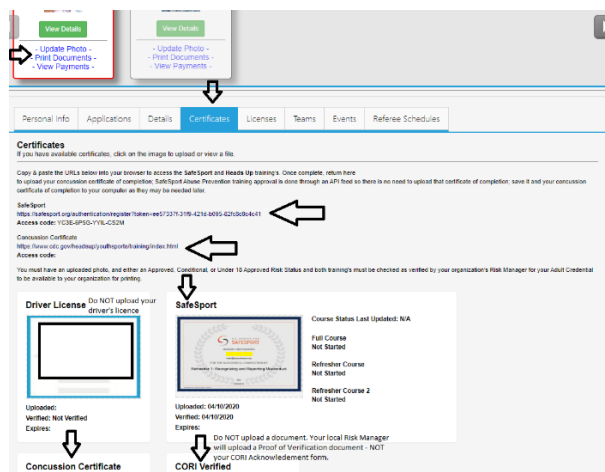 View Details
View Details
- Update Photo -
- Print Documents -
- View Payments -
- Update Photo -
- Print Documents -
- View Payments -
Personal Info Applications Details Certificates Licenses Teams Events Referee Schedules
Certificates
If you have available certificates, click on the image to upload or view a file.
Copy & paste the URLs below into your browser to access the SafeSport and Heads Up training's. Once complete, return here
to upload your concussion certificate of completion; SafeSport Abuse Prevention training approval is done through an API feed so there is no need to upload that certificate of completion; save it and your concussion
certificate of completion to your computer as they may be needed later.
SafeSport
Access code: YC3E-6P5G-YYIL-CS2M
Concussion Certificate
https://www.cdc.gov/headsup/youthsports/training/index.html
Access code:
You must have an uploaded photo, and either an Approved, Conditional, or Under 18 Approved Risk Status and both training's must be checked as verified by your organization's Risk Manager for your Adult Credential
to be available to your organization for printing.
Driver License
Do NOT upload your
driver's licence
Uploaded:
Verified: Not Verified
Expires:
SafeSport
SAFESPORT
Course Status Last Updated: N/A
Full Course
Not Started
Refresher Course
Not Started
Refresher Course 2
Not Started
Uploaded: 04/10/2020
Verified: 04/10/2020
Expires:
Do NOT upload a document. Your local Risk Manager
will upload a Proof of Verification document - NOT
your CORI Acknowledement form.
Concussion Certificate
CORI Verified